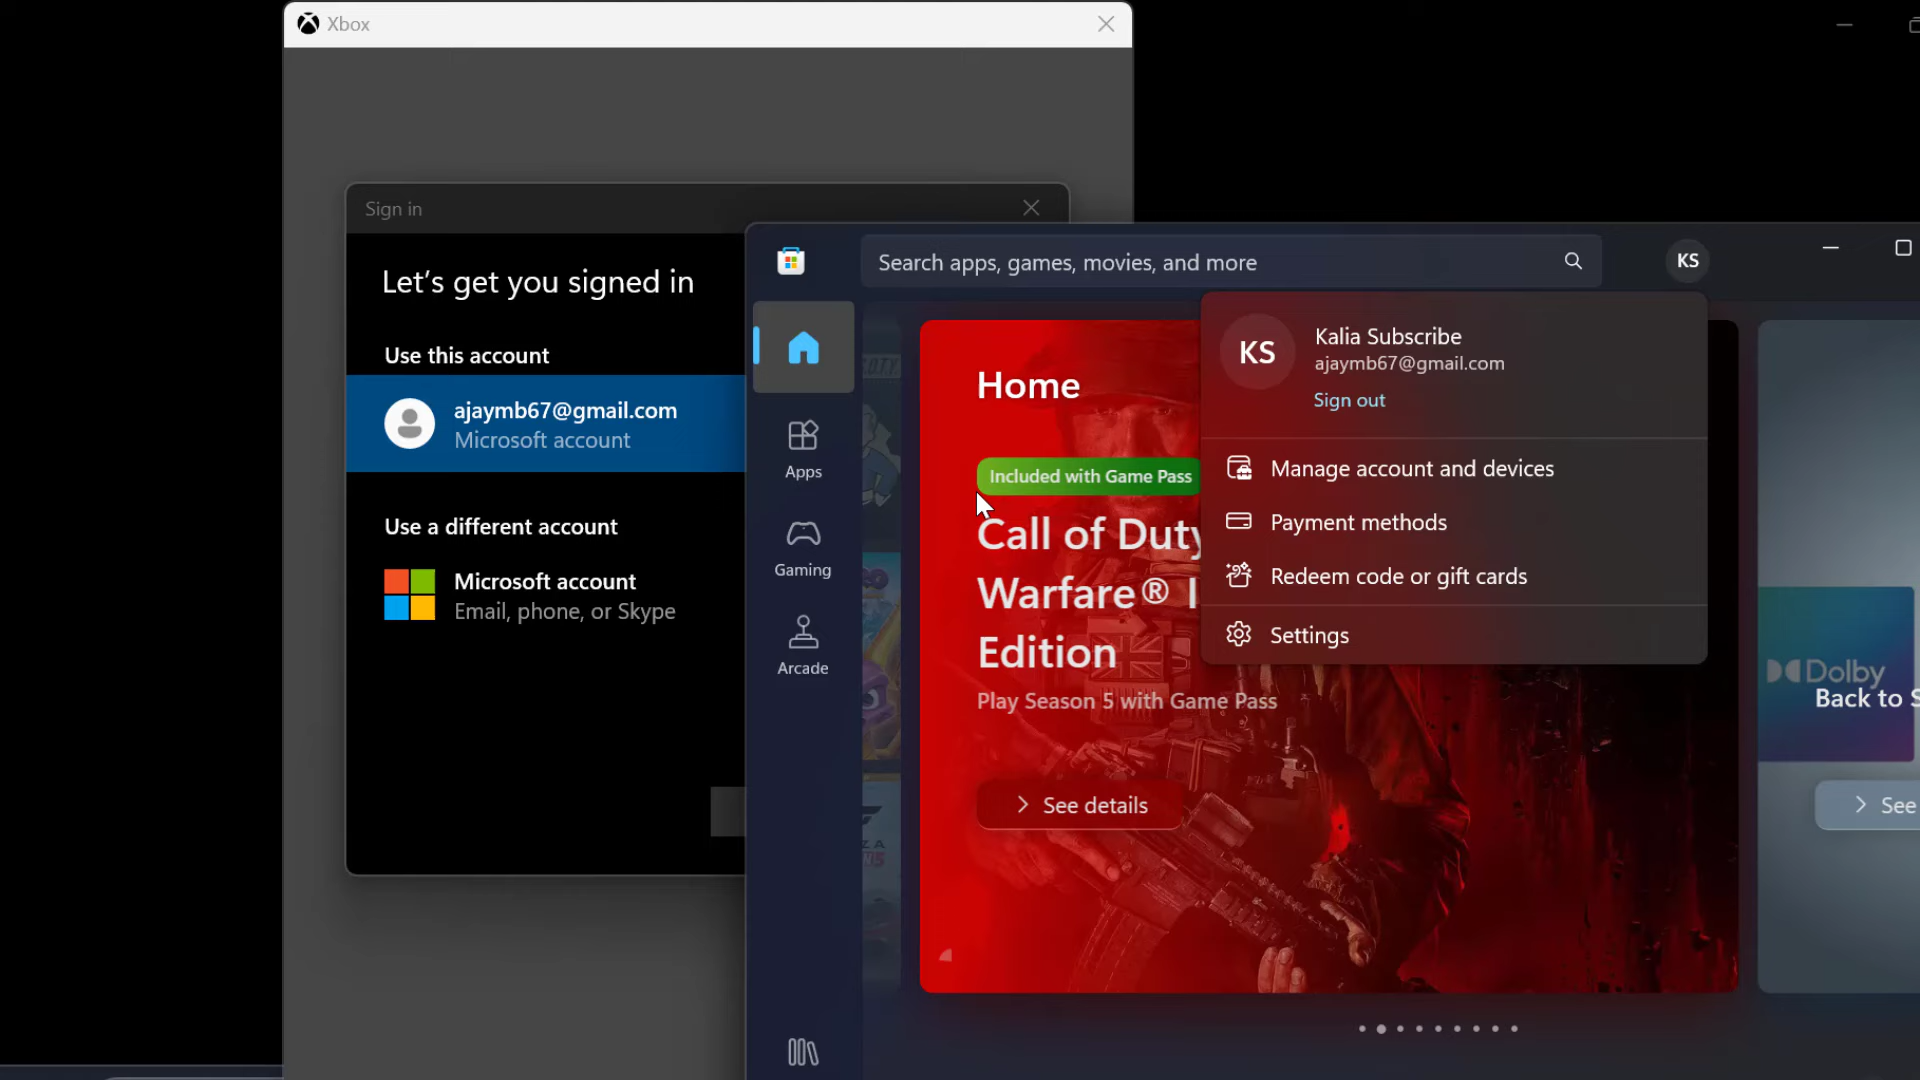 Xbox
Sign in
Let's get you signed in
Use this account
ajaymb67@gmail.com
Microsoft account
Use a different account
Microsoft account
Email, phone, or Skype
Search apps, games, movies, and more
KS
Apps
Gaming
Arcade
Home
Included with Game Pass
Call of Duty
Warfare®
Edition
Play Season 5 with Game Pass
See details
KS
Kalia Subscribe
ajaymb67@gmail.com
Sign out
Manage account and devices
Payment methods
Redeem code or gift cards
Settings
Dolby
Back to
See